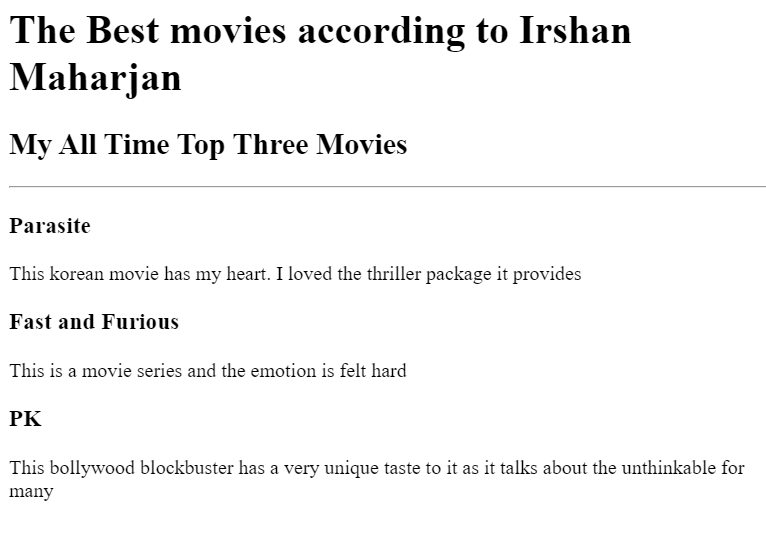 The Best movies according to Irshan
Maharjan
My All Time Top Three Movies
Parasite
This korean movie has my heart. I loved the thriller package it provides
Fast and Furious
This is a movie series and the emotion is felt hard
PK
This bollywood blockbuster has a very unique taste to it as it talks about the unthinkable for
many